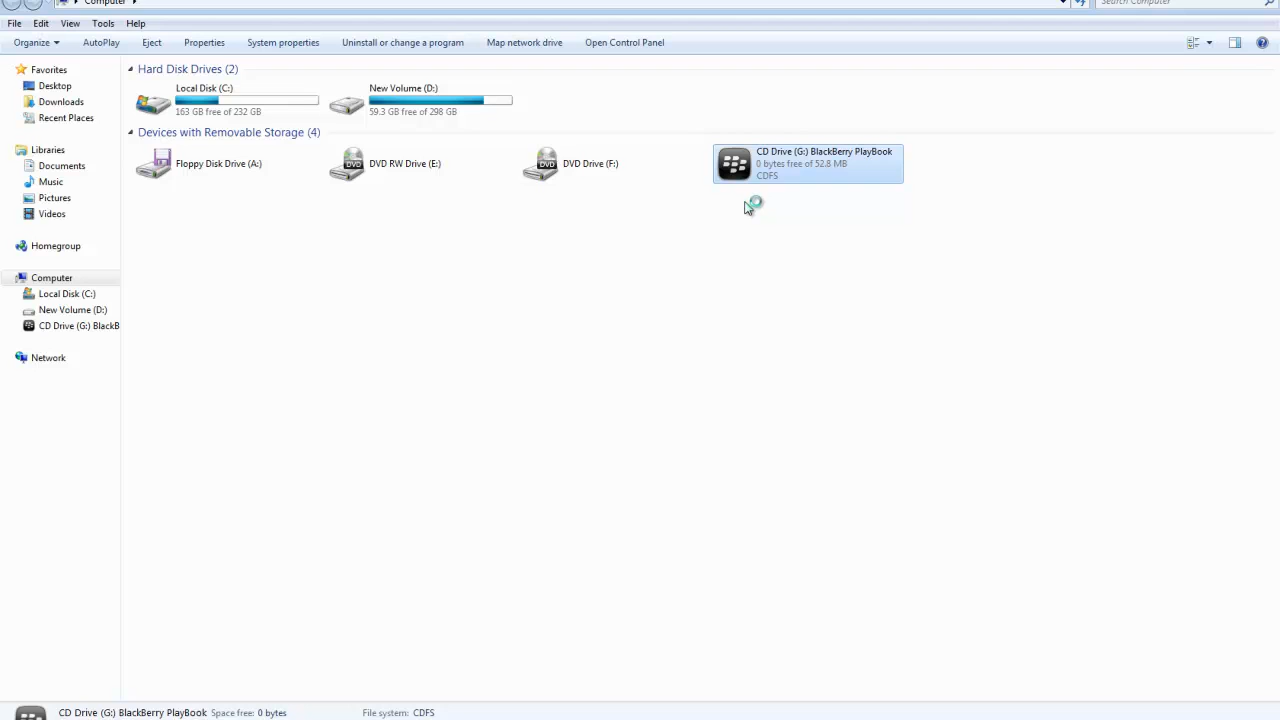 Computer
Search Computer
File Edit View Tools Help
Organize AutoPlay Eject Properties System properties Uninstall or change a program Map network drive Open Control Panel
Favorites
Desktop
Downloads
Recent Places
Libraries
Documents
Music
Pictures
Videos
Homegroup
Computer
Local Disk (C:)
New Volume (D:)
CD Drive (G:) BlackB
Network
Hard Disk Drives (2)
Local Disk (C:)
163 GB free of 232 GB
New Volume (D:)
59.3 GB free of 298 GB
Devices with Removable Storage (4)
Floppy Disk Drive (A:)
DVD
DVD RW Drive (E:)
DVD
DVD Drive (F:)
CD Drive (G:) BlackBerry PlayBook
0 bytes free of 52.8 MB
CDFS
CD Drive (G:) BlackBerry PlayBook Space free: 0 bytes File system: CDFS